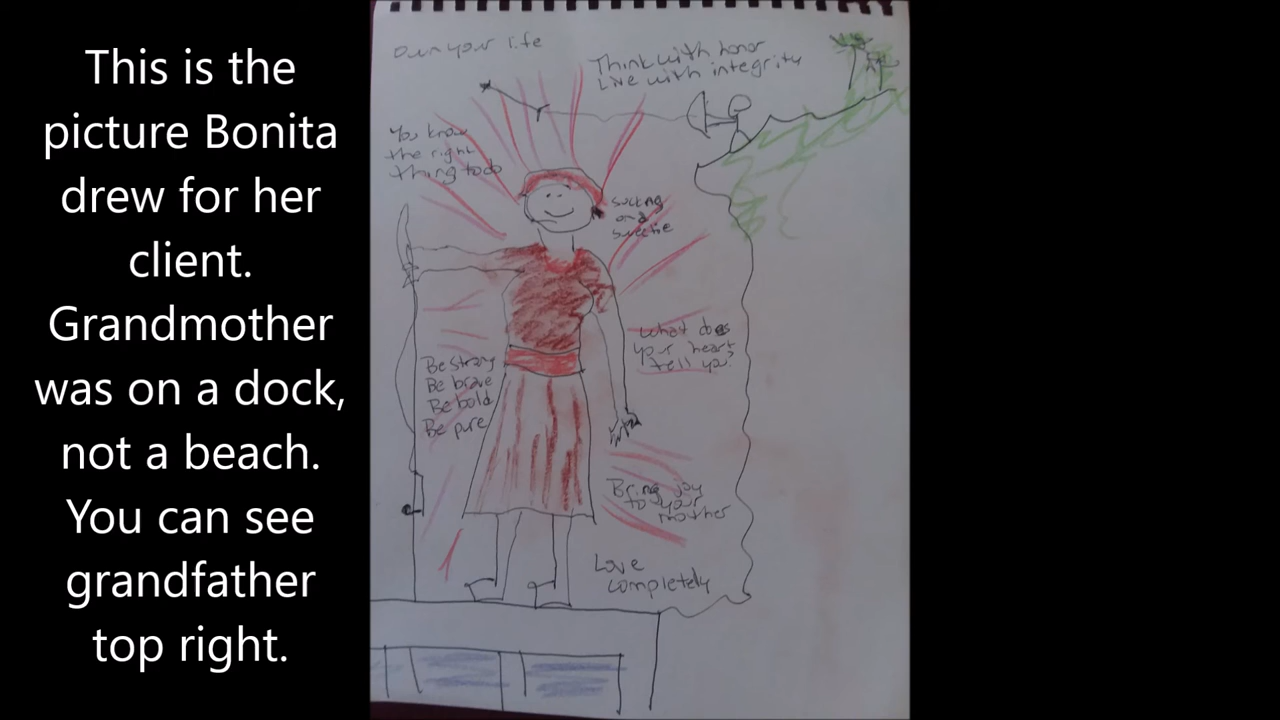 This is the
picture Bonita
drew for her
client.
Grandmother
was on a dock,
not a beach.
You can see
grandfather
top right.
Own your life
Think with honor
Live with integrity
You know
the right
thing to do
sucking
on a
sweetie
What does
your heart
tell you?
Be strong
Be brave
Be bold
Be pure
Bring joy
to your
mother
Love
completely